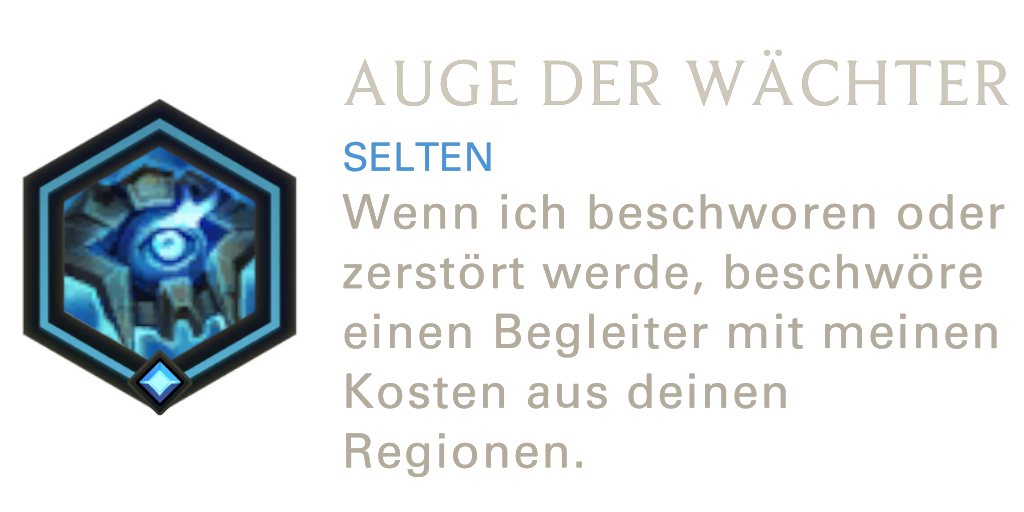 AUGE DER WÄCHTER
SELTEN
Wenn ich beschworen oder
zerstört werde, beschwöre
einen Begleiter mit meinen
Kosten aus deinen
Regionen.